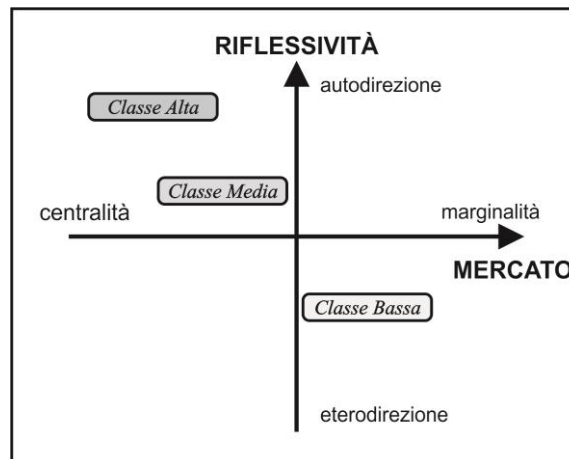 RIFLESSIVITÀ
autodirezione
Classe Alta
Classe Media
centralità
marginalità
MERCATO
Classe Bassa
eterodirezione